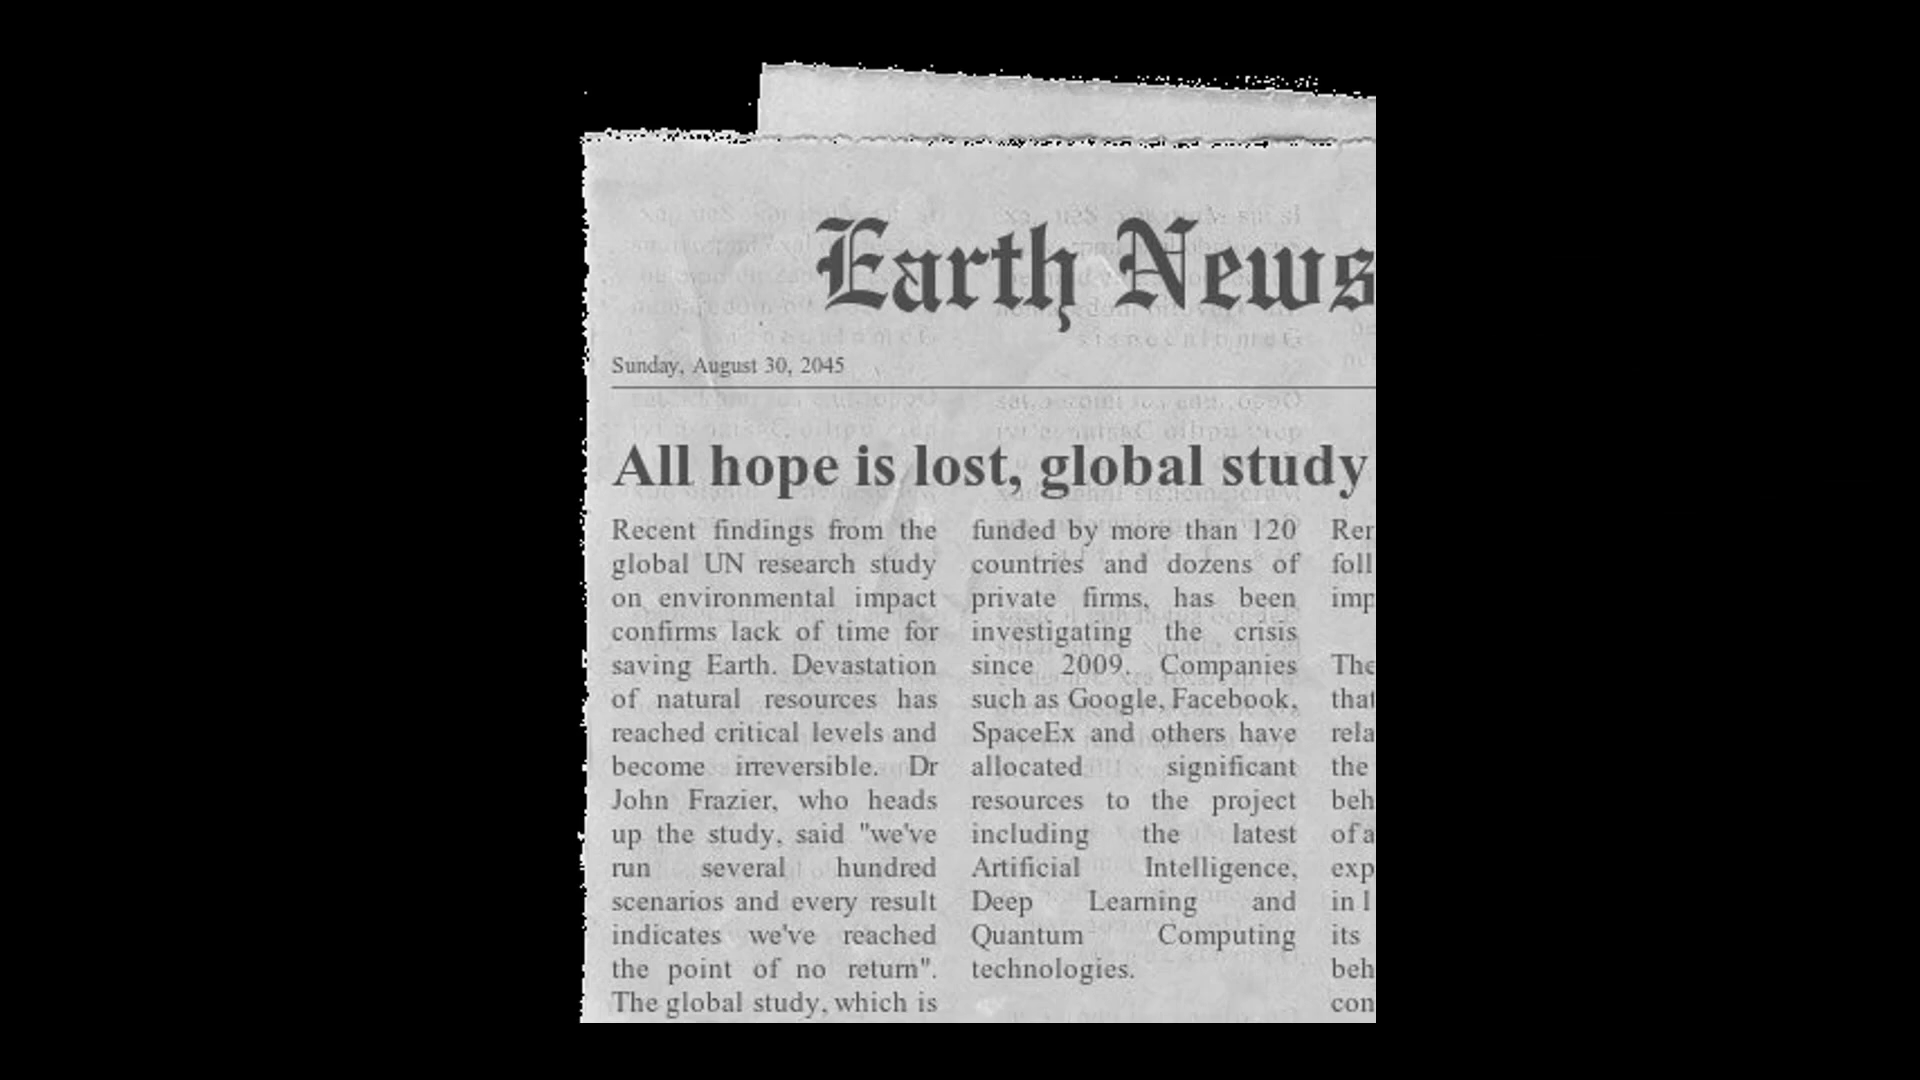 Earth News
Sunday, August 30, 2045
All hope is lost, global study
Recent findings from the
global UN research study
on environmental impact
confirms lack of time for
saving Earth. Devastation
of natural resources has
reached critical levels and
become irreversible. Dr
John Frazier, who heads
up the study, said "we've
run several hundred
scenarios and every result
indicates we've reached
the point of no return".
The global study, which is
funded by more than 120
countries and dozens of
private firms, has been
investigating the crisis
since 2009. Companies
such as Google, Facebook,
SpaceEx and others have
allocated significant
resources to the project
including the latest
Artificial Intelligence,
Deep Learning and
Quantum Computing
technologies.
The
that
the
of a
in
its